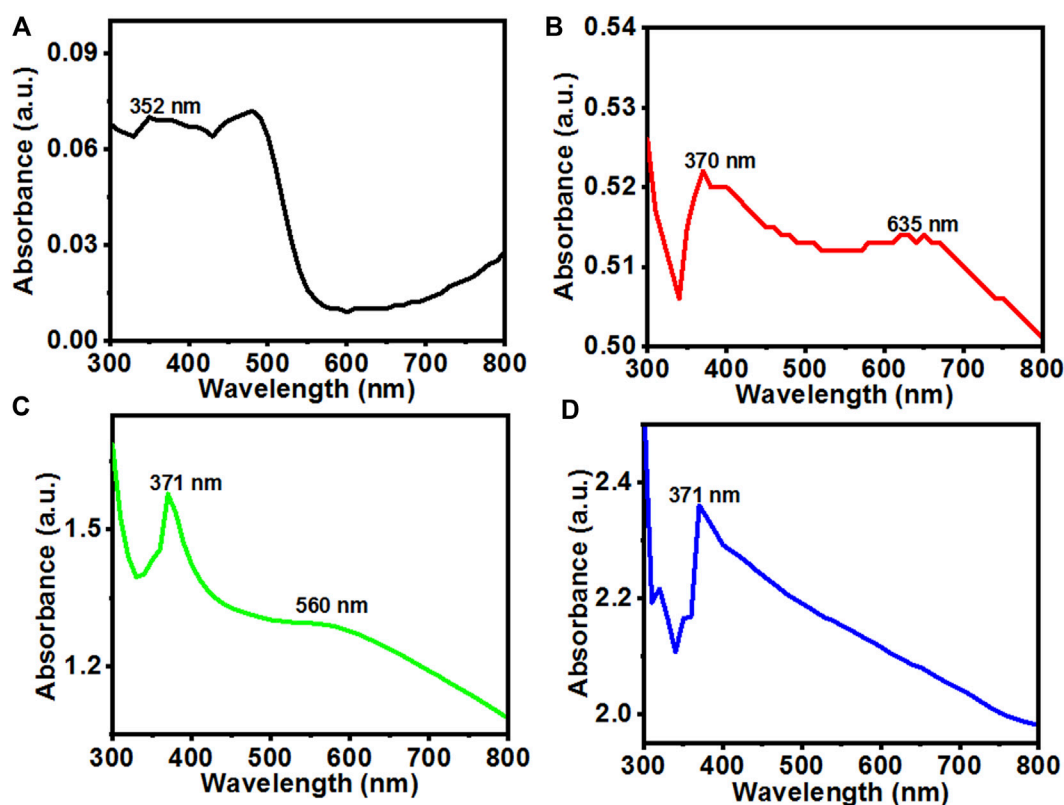 A
Absorbance (a.u.)
0.09
0.06
0.03
0.00
352 nm
300 400 500 600 700 800
Wavelength (nm)
B
Absorbance (a.u.)
0.54
0.53
0.52
0.51
0.50
370 nm
635 nm
300 400 500 600 700 800
Wavelength (nm)
C
Absorbance (a.u.)
1.5
1.2
371 nm
560 nm
300 400 500 600 700 800
Wavelength (nm)
D
Absorbance (a.u.)
2.4
2.2
2.0
371 nm
300 400 500 600 700 800
Wavelength (nm)